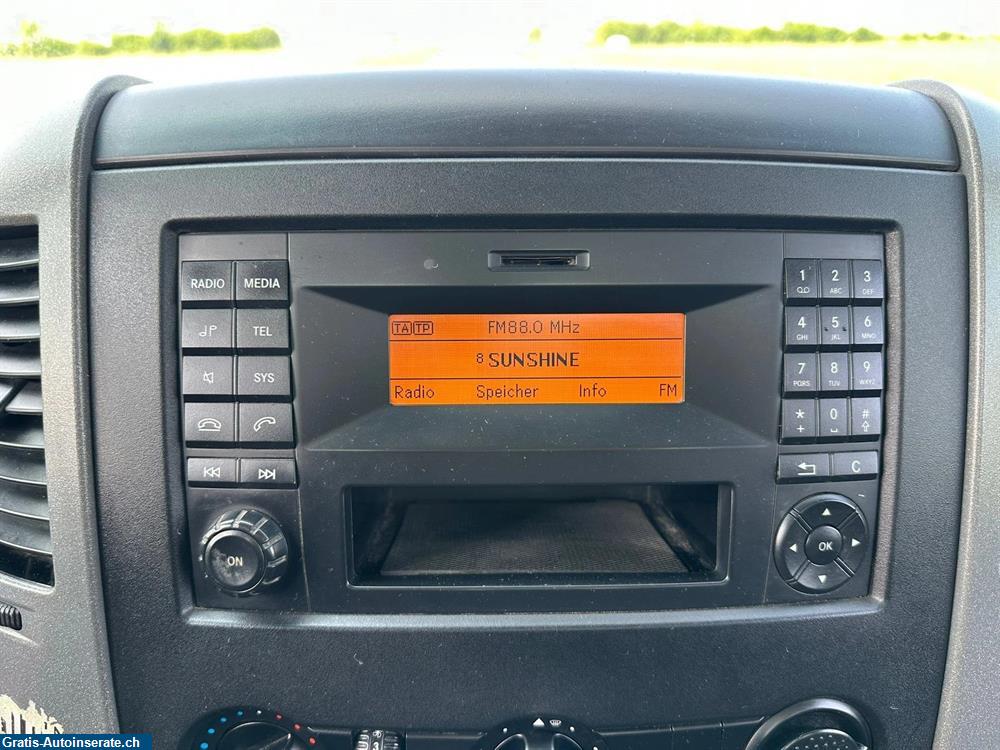 RADIO MEDIA
TEL
SYS
ON
TA TP FM88.0 MHz
8 SUNSHINE
Radio Speicher Info FM
1 2 ABC 3 DEF
4 GHI 5 JKL 6 MNO
7 PQRS 8 TUV 9 WXYZ
* + 0 #
C
OK
Gratis-Autoinserate.ch